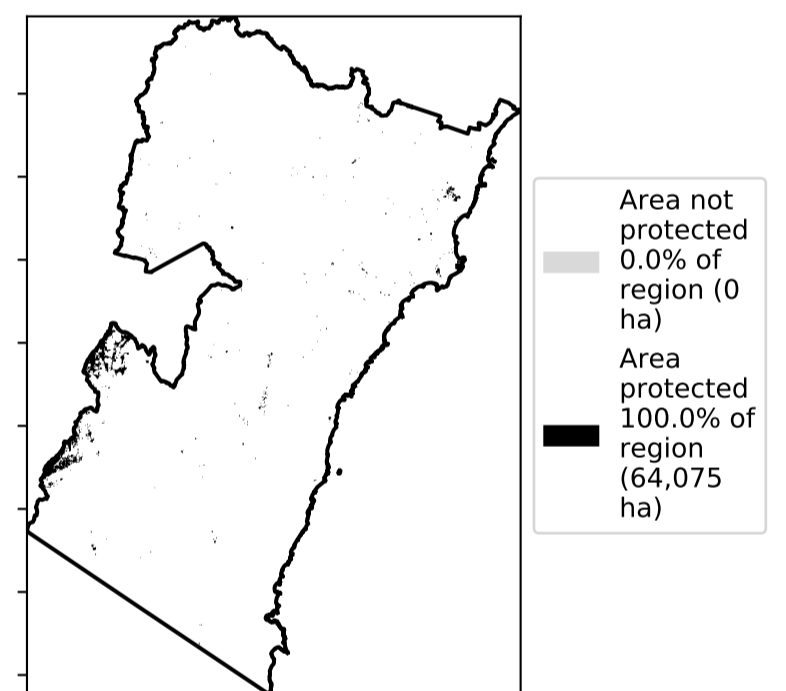 Area not
protected
0.0% of
region (0
ha)
Area
protected
100.0% of
region
(64,075
ha)